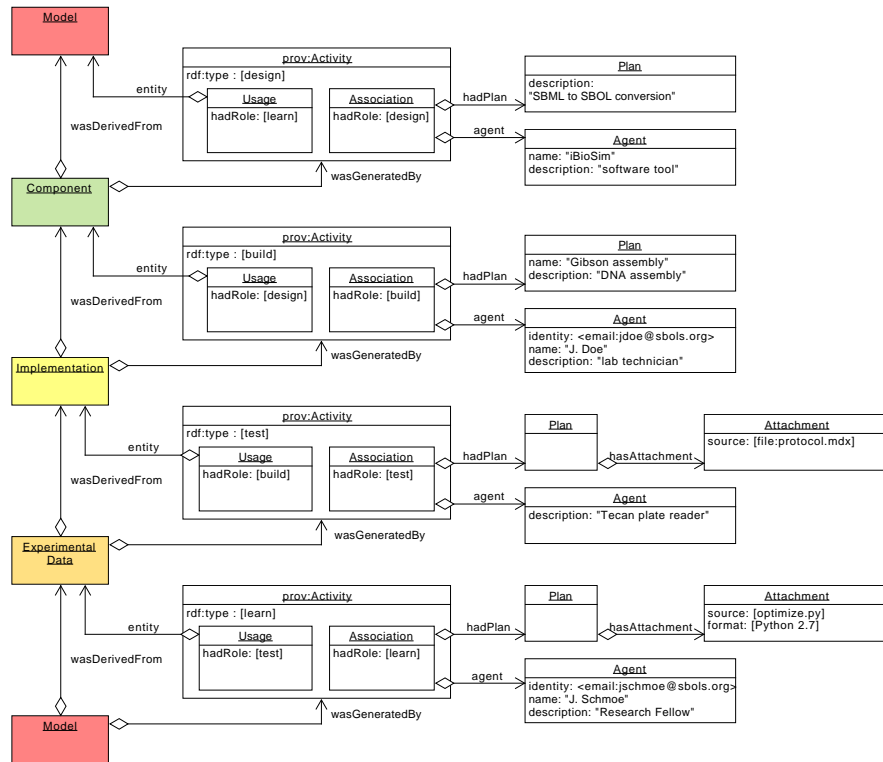 Model
prov:Activity
rdf:type : [design]
Usage
hadRole: [learn]
Association
hadRole: [design]
entity
hadPlan
Plan
description:
"SBML to SBOL conversion"
agent
Agent
name: "iBioSim"
description: "software tool"
wasDerivedFrom
wasGeneratedBy
Component
prov:Activity
rdf:type : [build]
Usage
hadRole: [design]
Association
hadRole: [build]
entity
hadPlan
Plan
name: "Gibson assembly"
description: "DNA assembly"
agent
Agent
identity: <email:jdoe@sbols.org>
name: "J. Doe"
description: "lab technician"
wasDerivedFrom
wasGeneratedBy
Implementation
prov:Activity
rdf:type : [test]
Usage
hadRole: [build]
Association
hadRole: [test]
entity
hadPlan
Plan
hasAttachment
Attachment
source: [file:protocol.mdx]
agent
Agent
description: "Tecan plate reader"
wasDerivedFrom
wasGeneratedBy
Experimental
Data
prov:Activity
rdf:type : [learn]
Usage
hadRole: [test]
Association
hadRole: [learn]
entity
hadPlan
Plan
hasAttachment
Attachment
source: [optimize.py]
format: [Python 2.7]
agent
Agent
identity: <email:jschmoe@sbols.org>
name: "J. Schmoe"
description: "Research Fellow"
wasDerivedFrom
wasGeneratedBy
Model